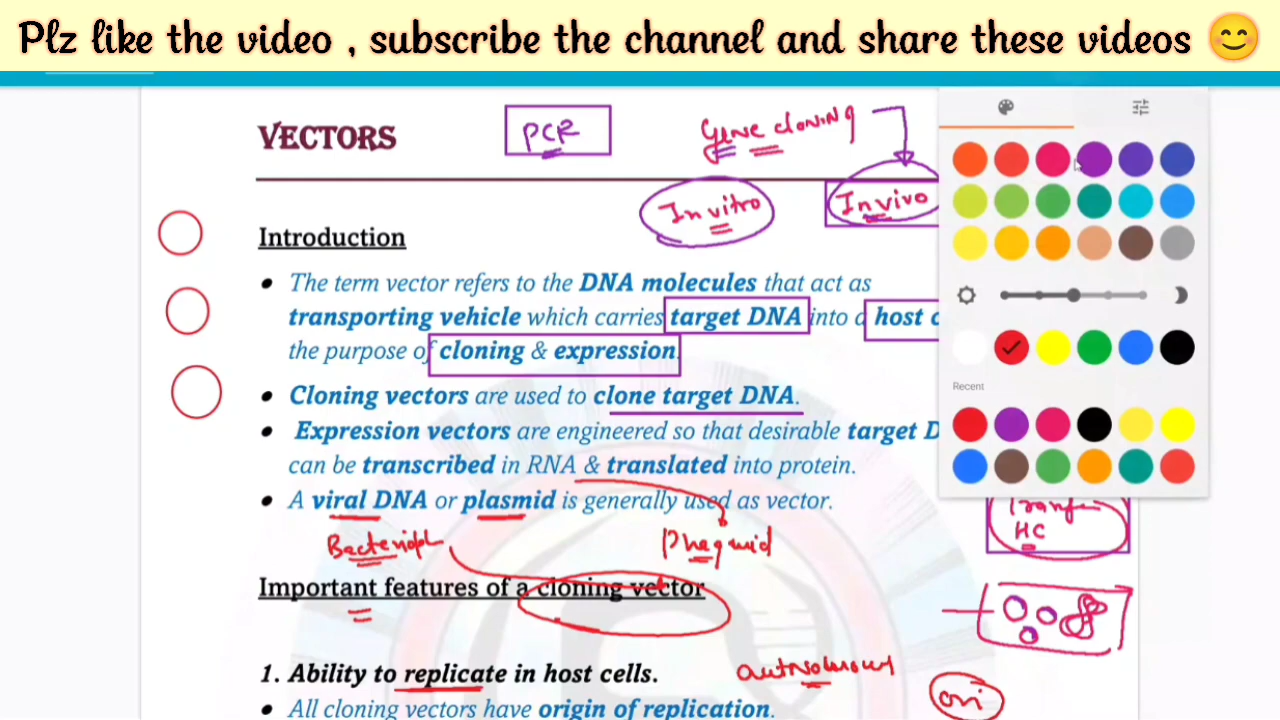 Plz like the video , subscribe the channel and share these videos 😊
VECTORS
PCR
Gene cloning
In vitro
In vivo
Introduction
• The term vector refers to the DNA molecules that act as
transporting vehicle which carries target DNA into a host c
the purpose of cloning & expression.
• Cloning vectors are used to clone target DNA.
• Expression vectors are engineered so that desirable target D
can be transcribed in RNA & translated into protein.
• A viral DNA or plasmid is generally used as vector.
Recent
HC
Phagmid
Important features of a cloning vector
1. Ability to replicate in host cells.
ori
• All cloning vectors have origin of replication.